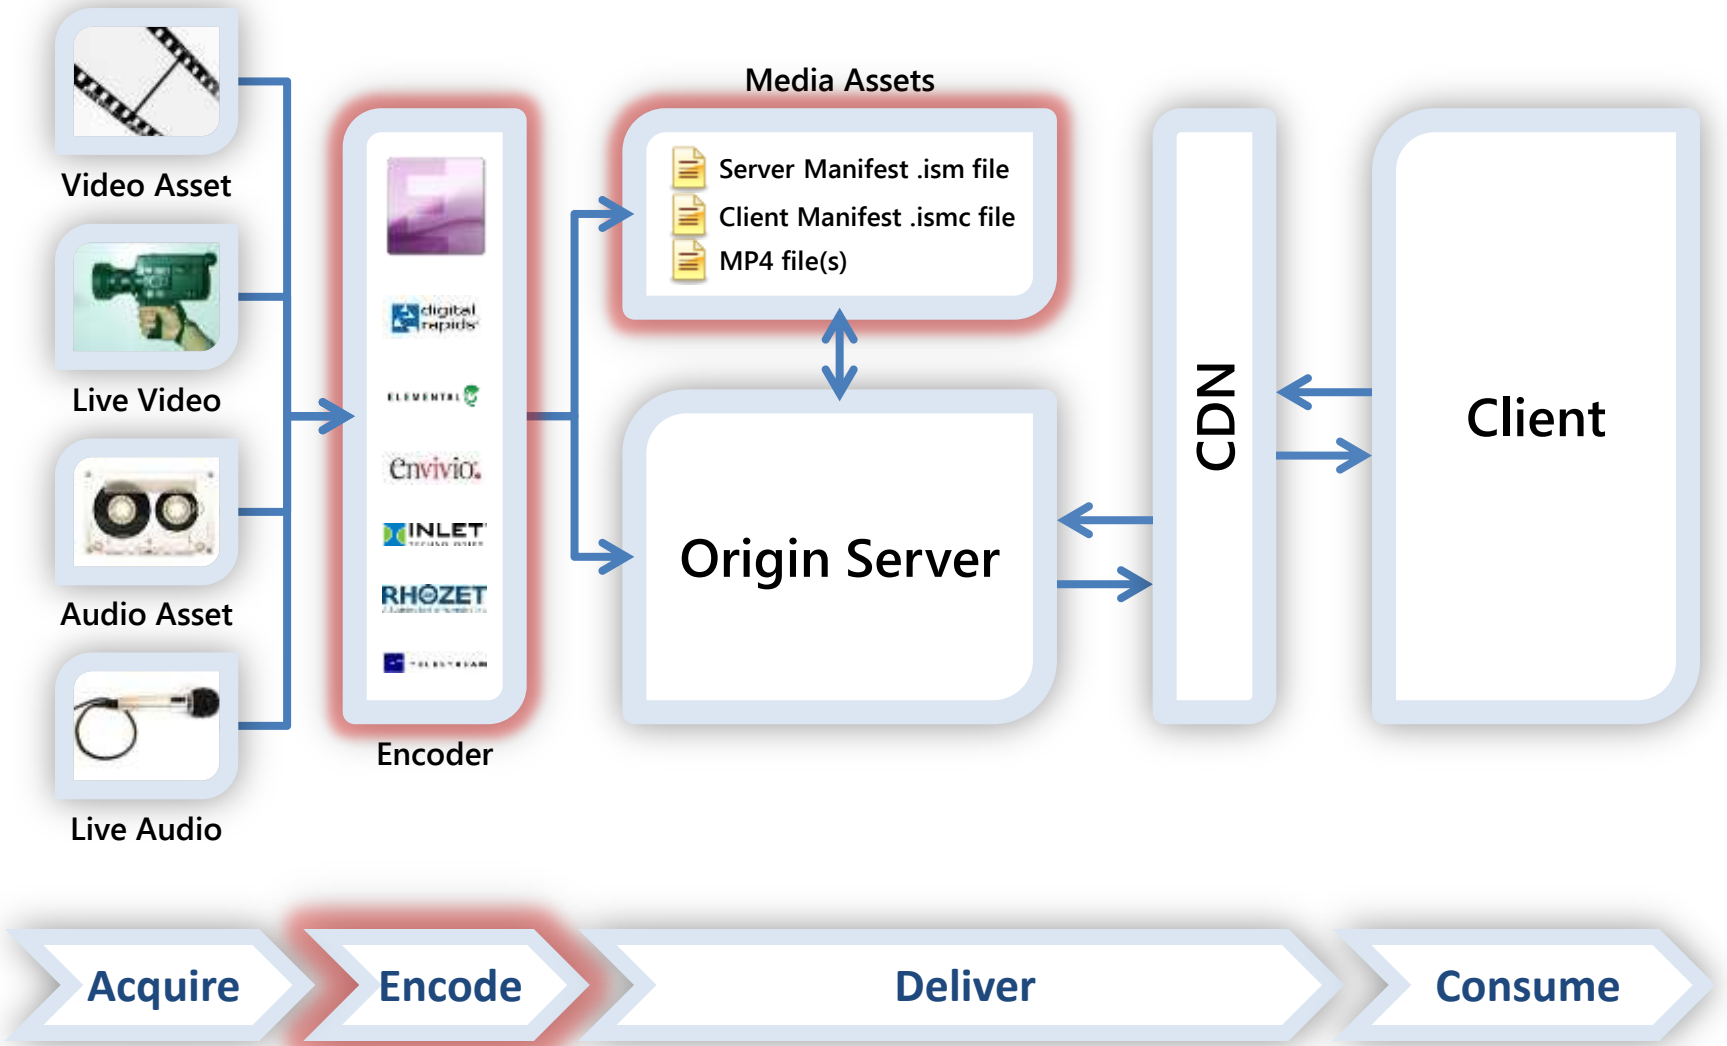 Media Assets
Video Asset
Server Manifest .ism file
Client Manifest .ismc file
MP4 file(s)
Live Video
Audio Asset
Live Audio
E
digital
rapids
ELEMENTAL
envivio
INLET
RHOZET
Encoder
Origin Server
CDN
Client
Acquire
Encode
Deliver
Consume